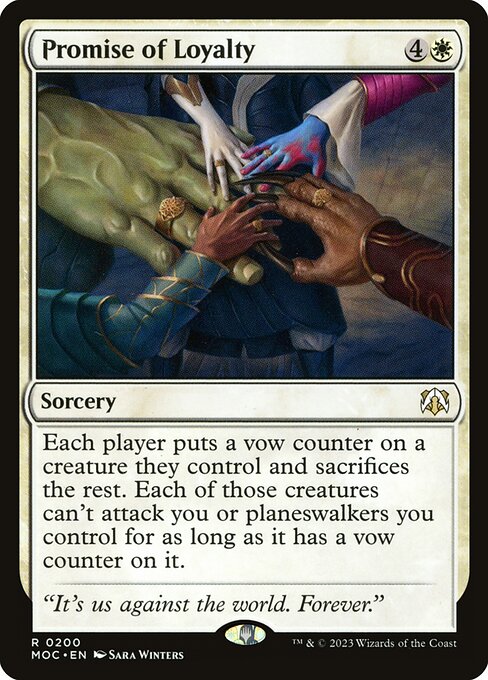 Promise of Loyalty 4
Sorcery
Each player puts a vow counter on a
creature they control and sacrifices
the rest. Each of those creatures
can't attack you or planeswalkers you
control for as long as it has a vow
counter on it.
“It's us against the world. Forever.”
R 0200
MOC • EN Sara Winters
™ & © 2023 Wizards of the Coast